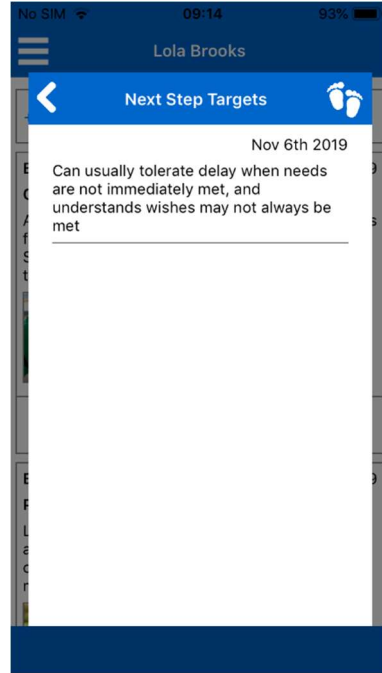 No SIM 09:14 93%
Lola Brooks
Next Step Targets
Nov 6th 2019
Can usually tolerate delay when needs
are not immediately met, and
understands wishes may not always be
met